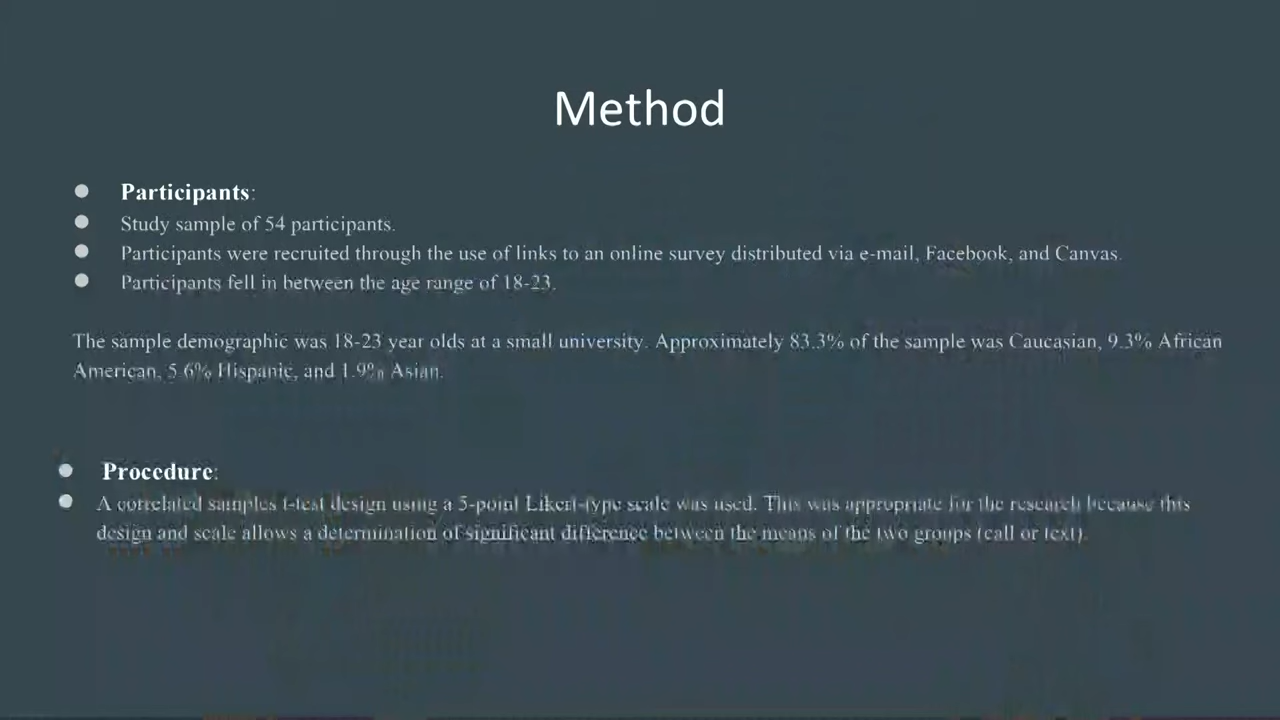 Method
Participants:
Study sample of 54 participants.
Participants were recruited through the use of links to an online survey distributed via e-mail, Facebook, and Canvas.
Participants fell in between the age range of 18-23.
The sample demographic was 18-23 year olds at a small university. Approximately 83.3% of the sample was Caucasian, 9.3% African
American, 5.6% Hispanic, and 1.9% Asian.
Procedure:
A correlated samples t-test design using a 5-point Likert-type scale was used. This was appropriate for the research because this
design and scale allows a determination of significant difference between the means of the two groups (call or text).